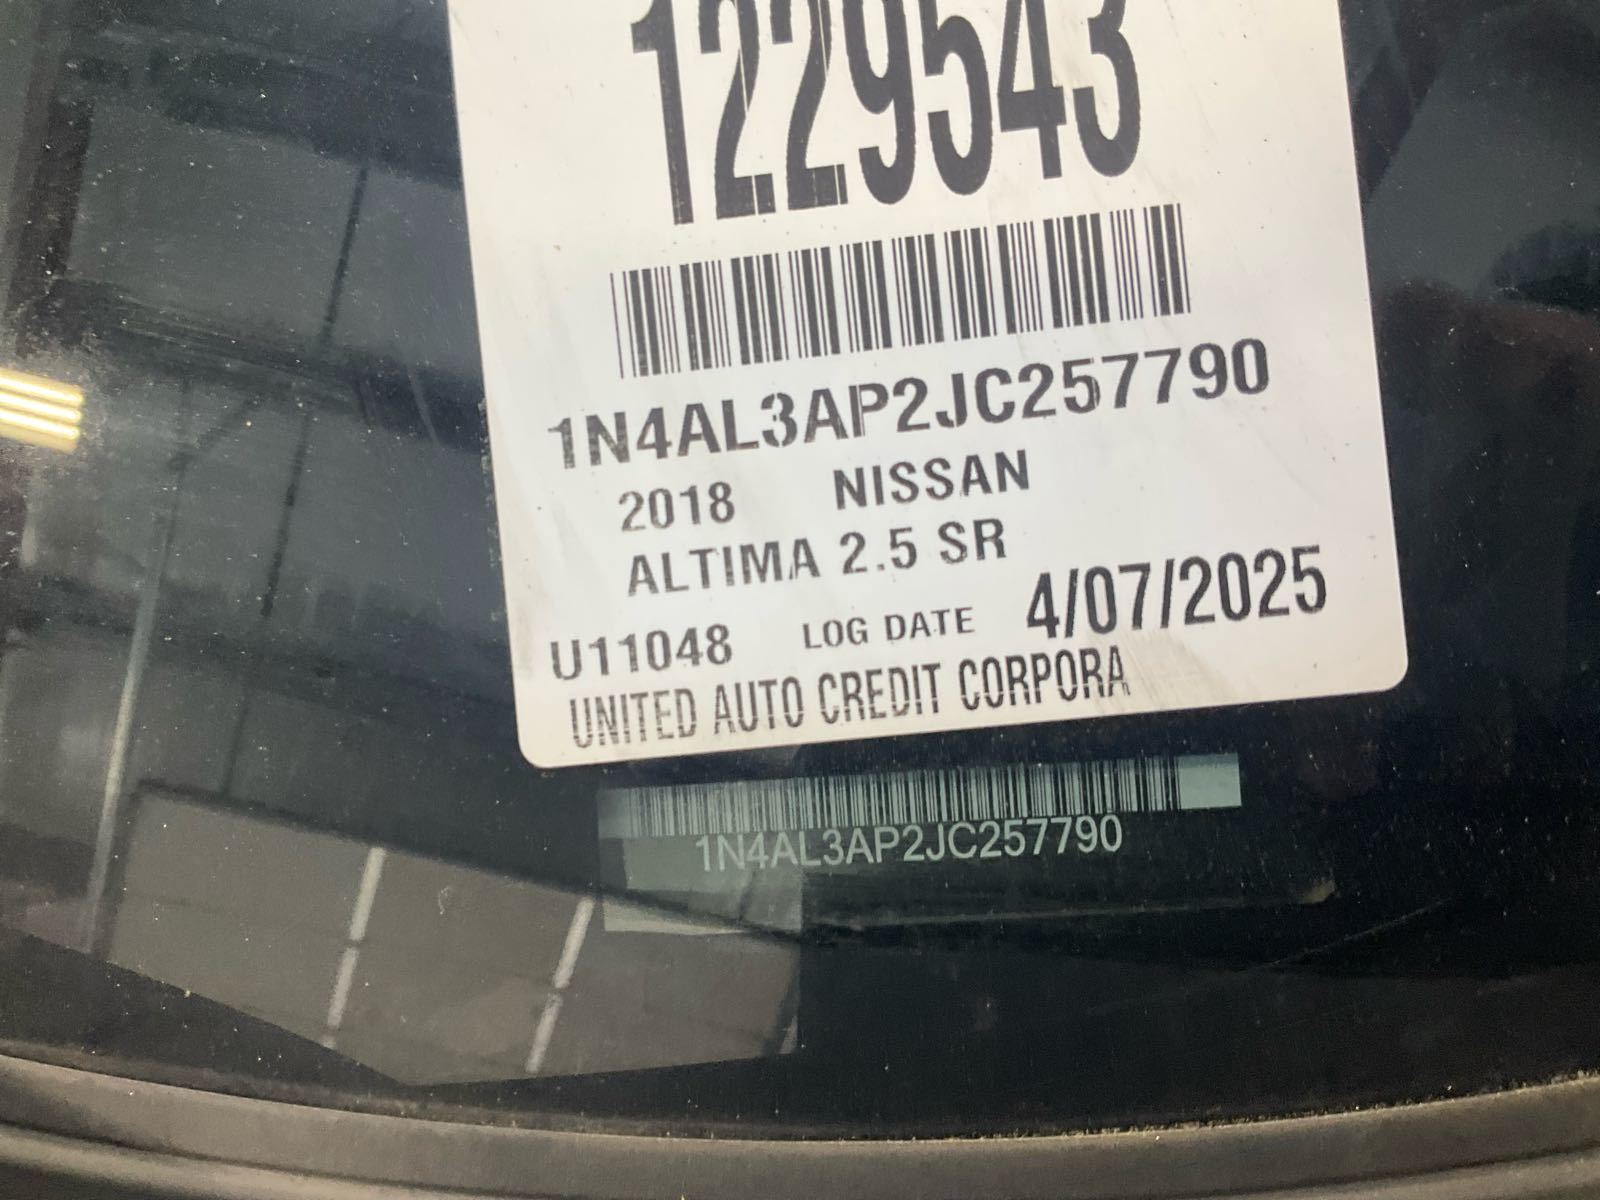 1229543
1N4AL3AP2JC257790
2018 NISSAN
ALTIMA 2.5 SR
U11048 LOG DATE 4/07/2025
UNITED AUTO CREDIT CORPORA
1N4AL3AP2JC257790